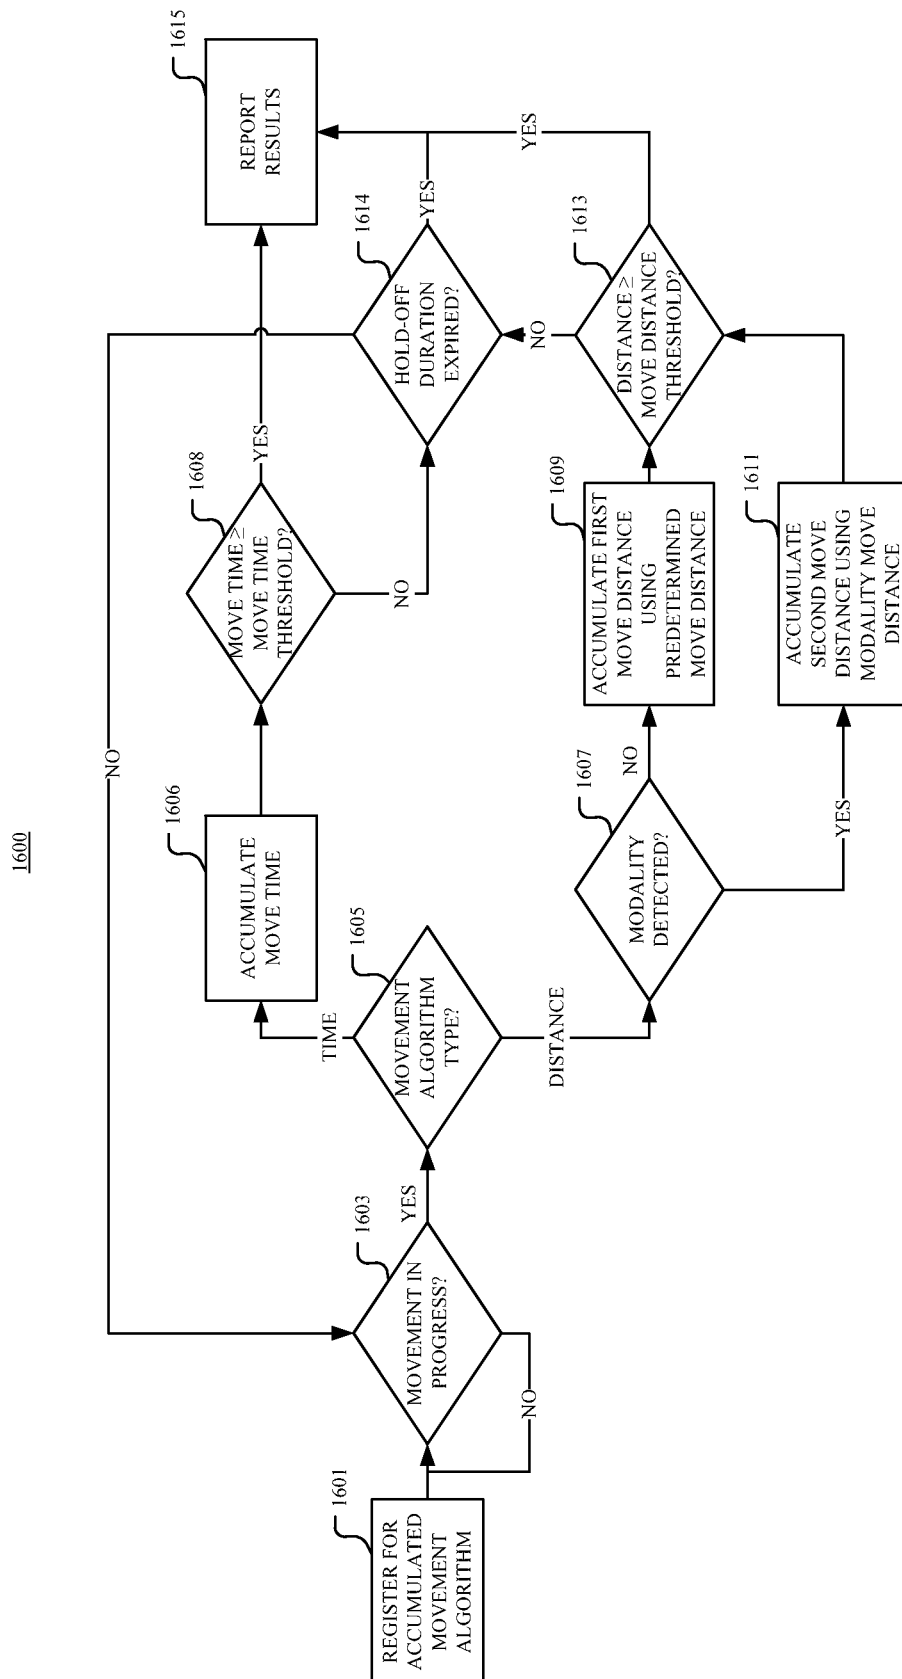 1600
1601
REGISTER FOR
ACCUMULATED
MOVEMENT
ALGORITHM
1603
MOVEMENT IN
PROGRESS?
NO
YES
1605
MOVEMENT
ALGORITHM
TYPE?
TIME
DISTANCE
1606
ACCUMULATE
MOVE TIME
1607
MODALITY
DETECTED?
NO
YES
1608
MOVE TIME ≥
MOVE TIME
THRESHOLD?
YES
NO
1609
ACCUMULATE FIRST
MOVE DISTANCE
USING
PREDETERMINED
MOVE DISTANCE
1611
ACCUMULATE
SECOND MOVE
DISTANCE USING
MODALITY MOVE
DISTANCE
1613
DISTANCE ≥
MOVE DISTANCE
THRESHOLD?
NO
YES
1614
HOLD-OFF
DURATION
EXPIRED?
YES
NO
1615
REPORT
RESULTS